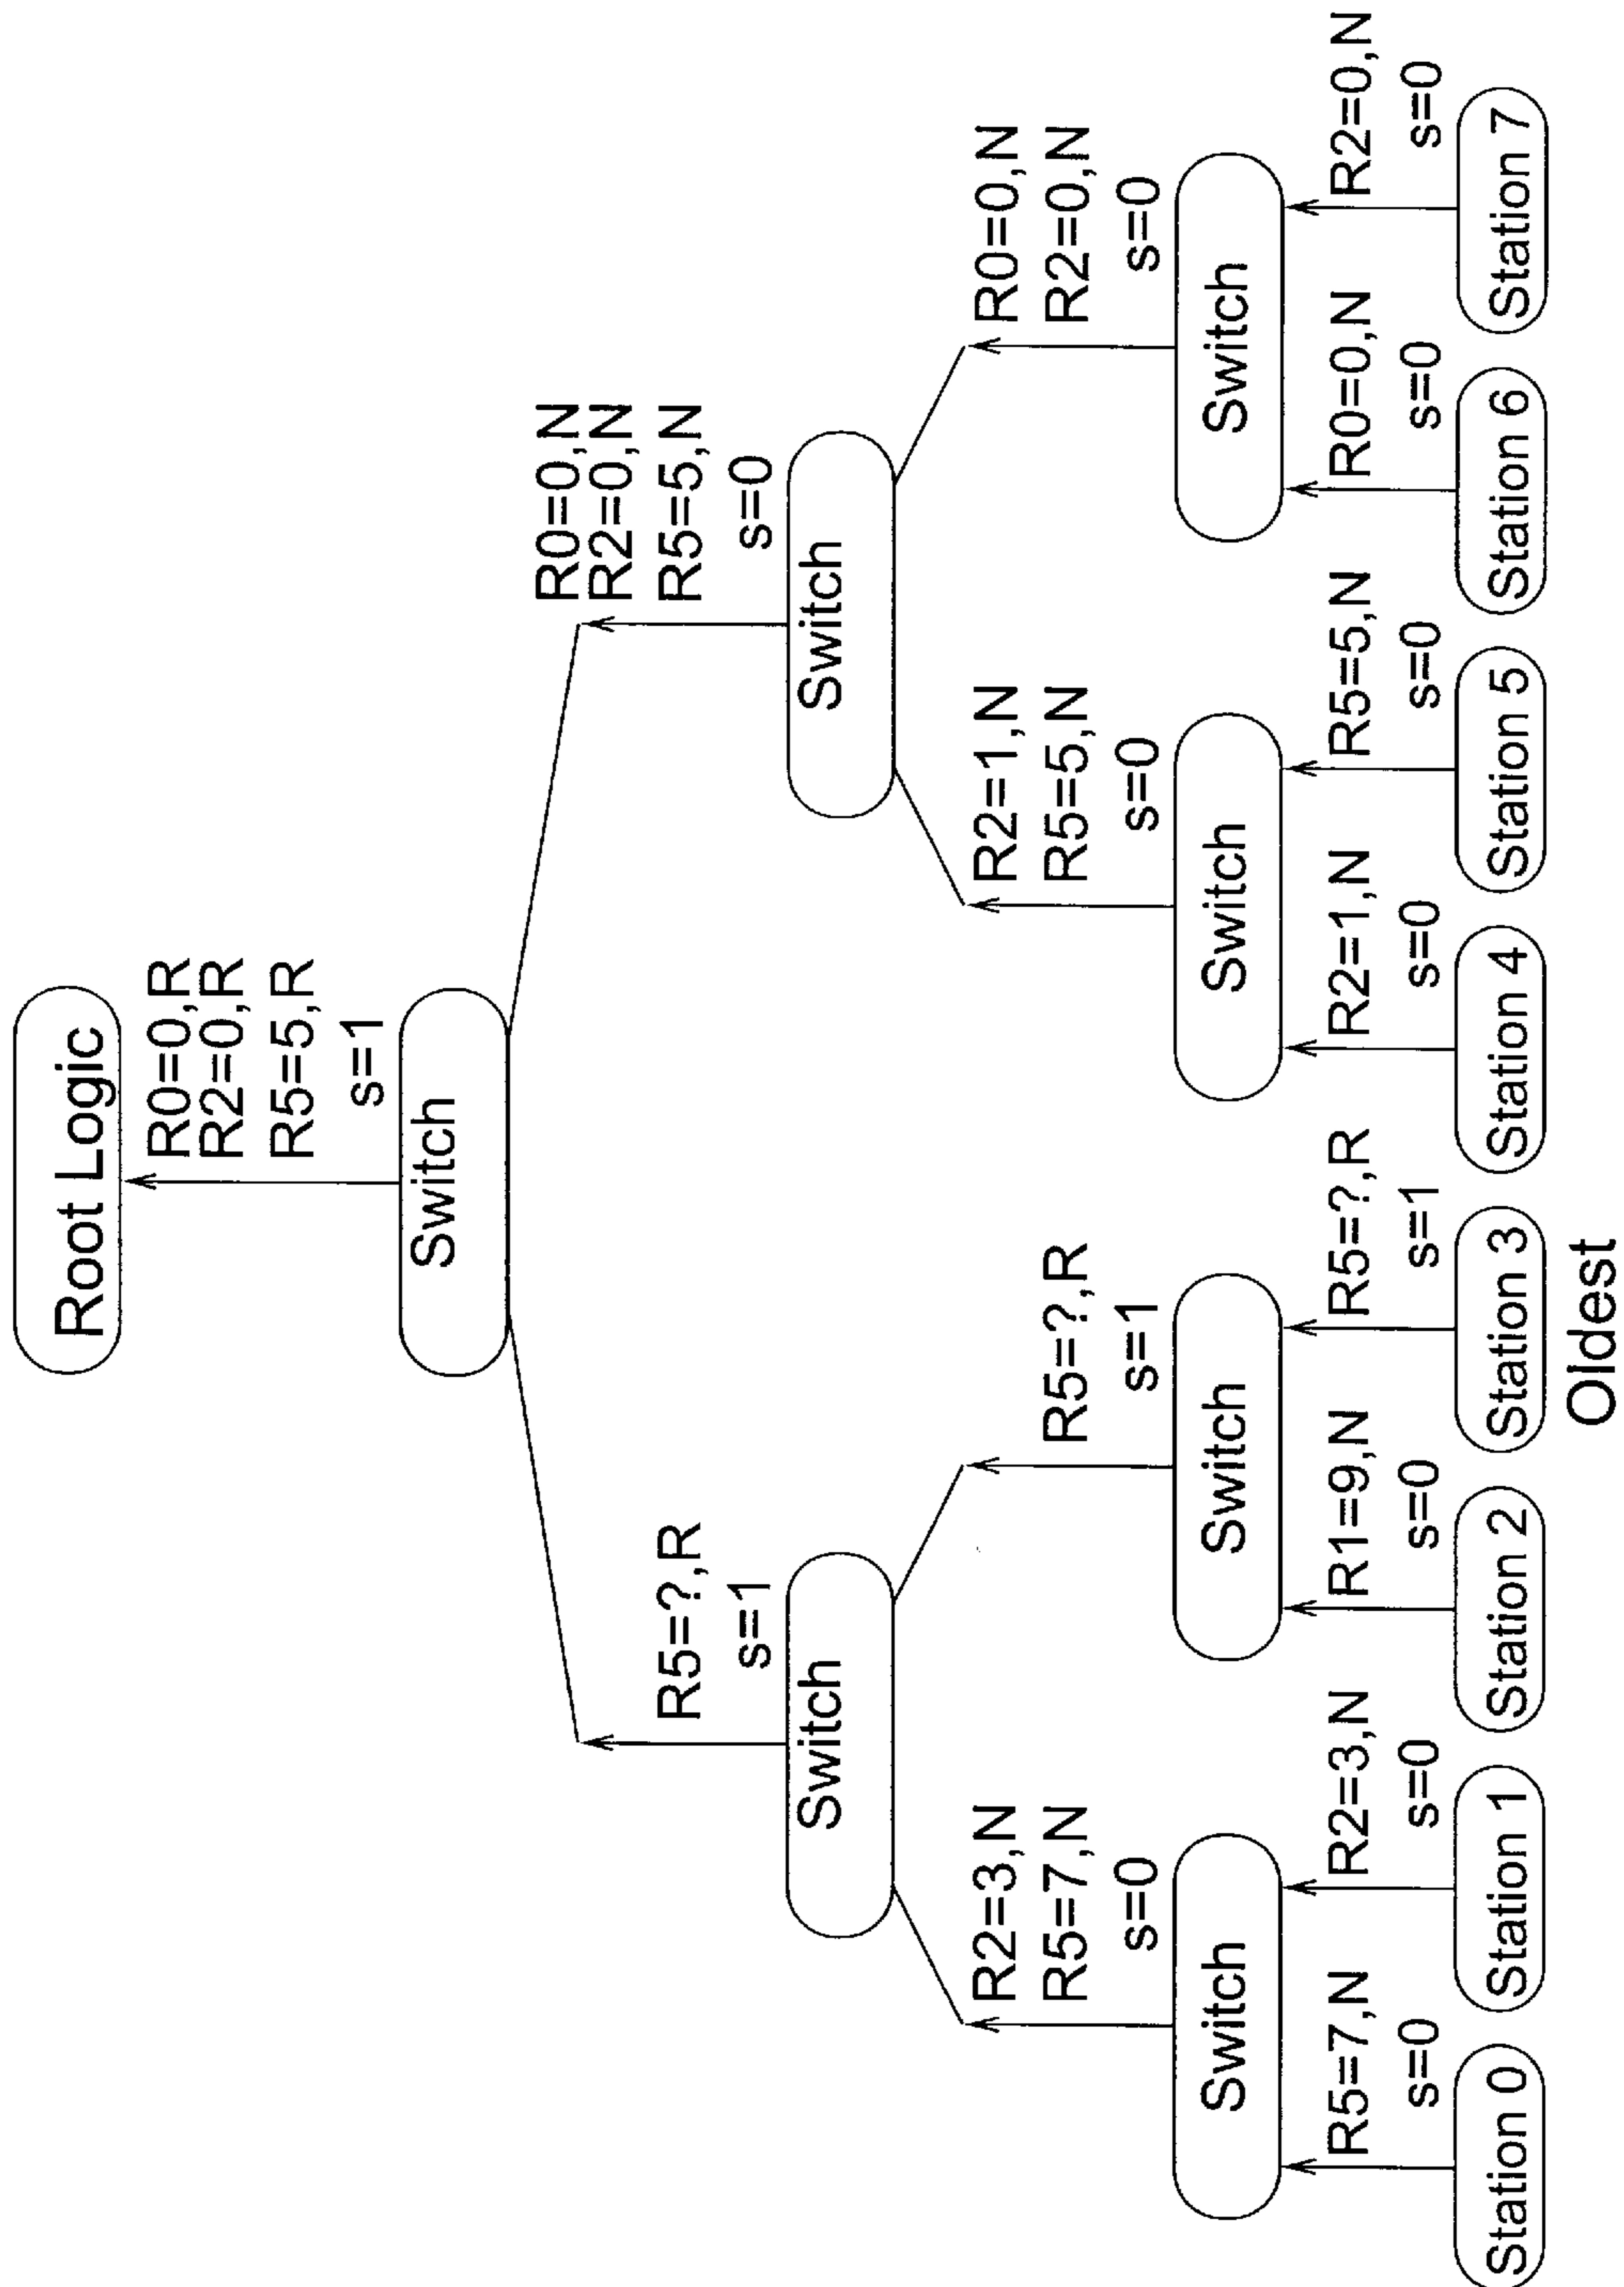 Root Logic
R0=0,R
R2=0,R
R5=5,R
s=1
Switch
R0=0,N
R2=0,N
R5=?,R
R5=5,N
s=1
s=0
Switch
Switch
R2=3,N
R2=1,N
R0=0,N
R5=7,N
R5=?,R
R5=5,N
R2=0,N
s=0
s=1
s=0
s=0
Switch
Switch
Switch
Switch
R5=7,N
R2=3,N
R1=9,N
R5=?,R
R2=1,N
R5=5,N
R0=0,N
R2=0,N
s=0
s=0
s=0
s=1
s=0
s=0
s=0
s=0
Station 0
Station 1
Station 2
Station 3
Station 4
Station 5
Station 6
Station 7
Oldest